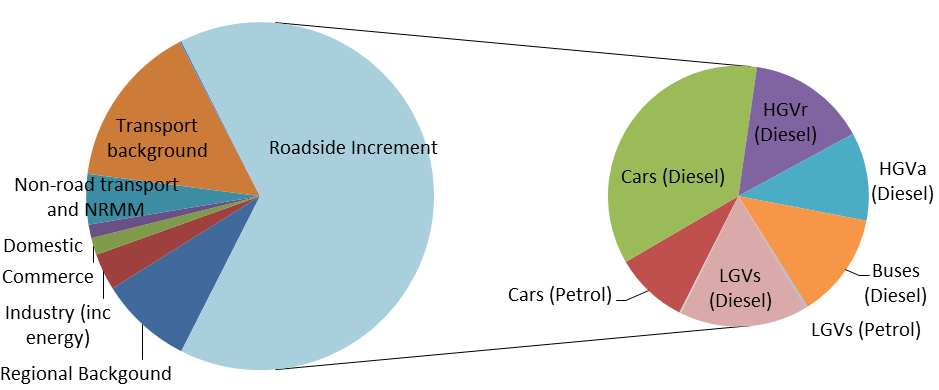 Transport
background
Roadside Increment
Non-road transport
and NRMM
Domestic
Commerce
Industry (inc
energy)
Regional Backgound
HGVr
(Diesel)
Cars (Diesel)
HGVa
(Diesel)
Buses
(Diesel)
LGVs
(Diesel)
Cars (Petrol)
LGVs (Petrol)